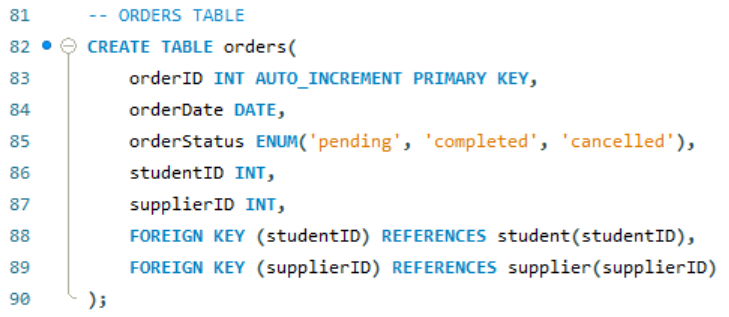 81 -- ORDERS TABLE
82 CREATE TABLE orders(
83 orderID INT AUTO_INCREMENT PRIMARY KEY,
84 orderDate DATE,
85 orderStatus ENUM('pending', 'completed', 'cancelled'),
86 studentID INT,
87 supplierID INT,
88 FOREIGN KEY (studentID) REFERENCES student(studentID),
89 FOREIGN KEY (supplierID) REFERENCES supplier(supplierID)
90 );